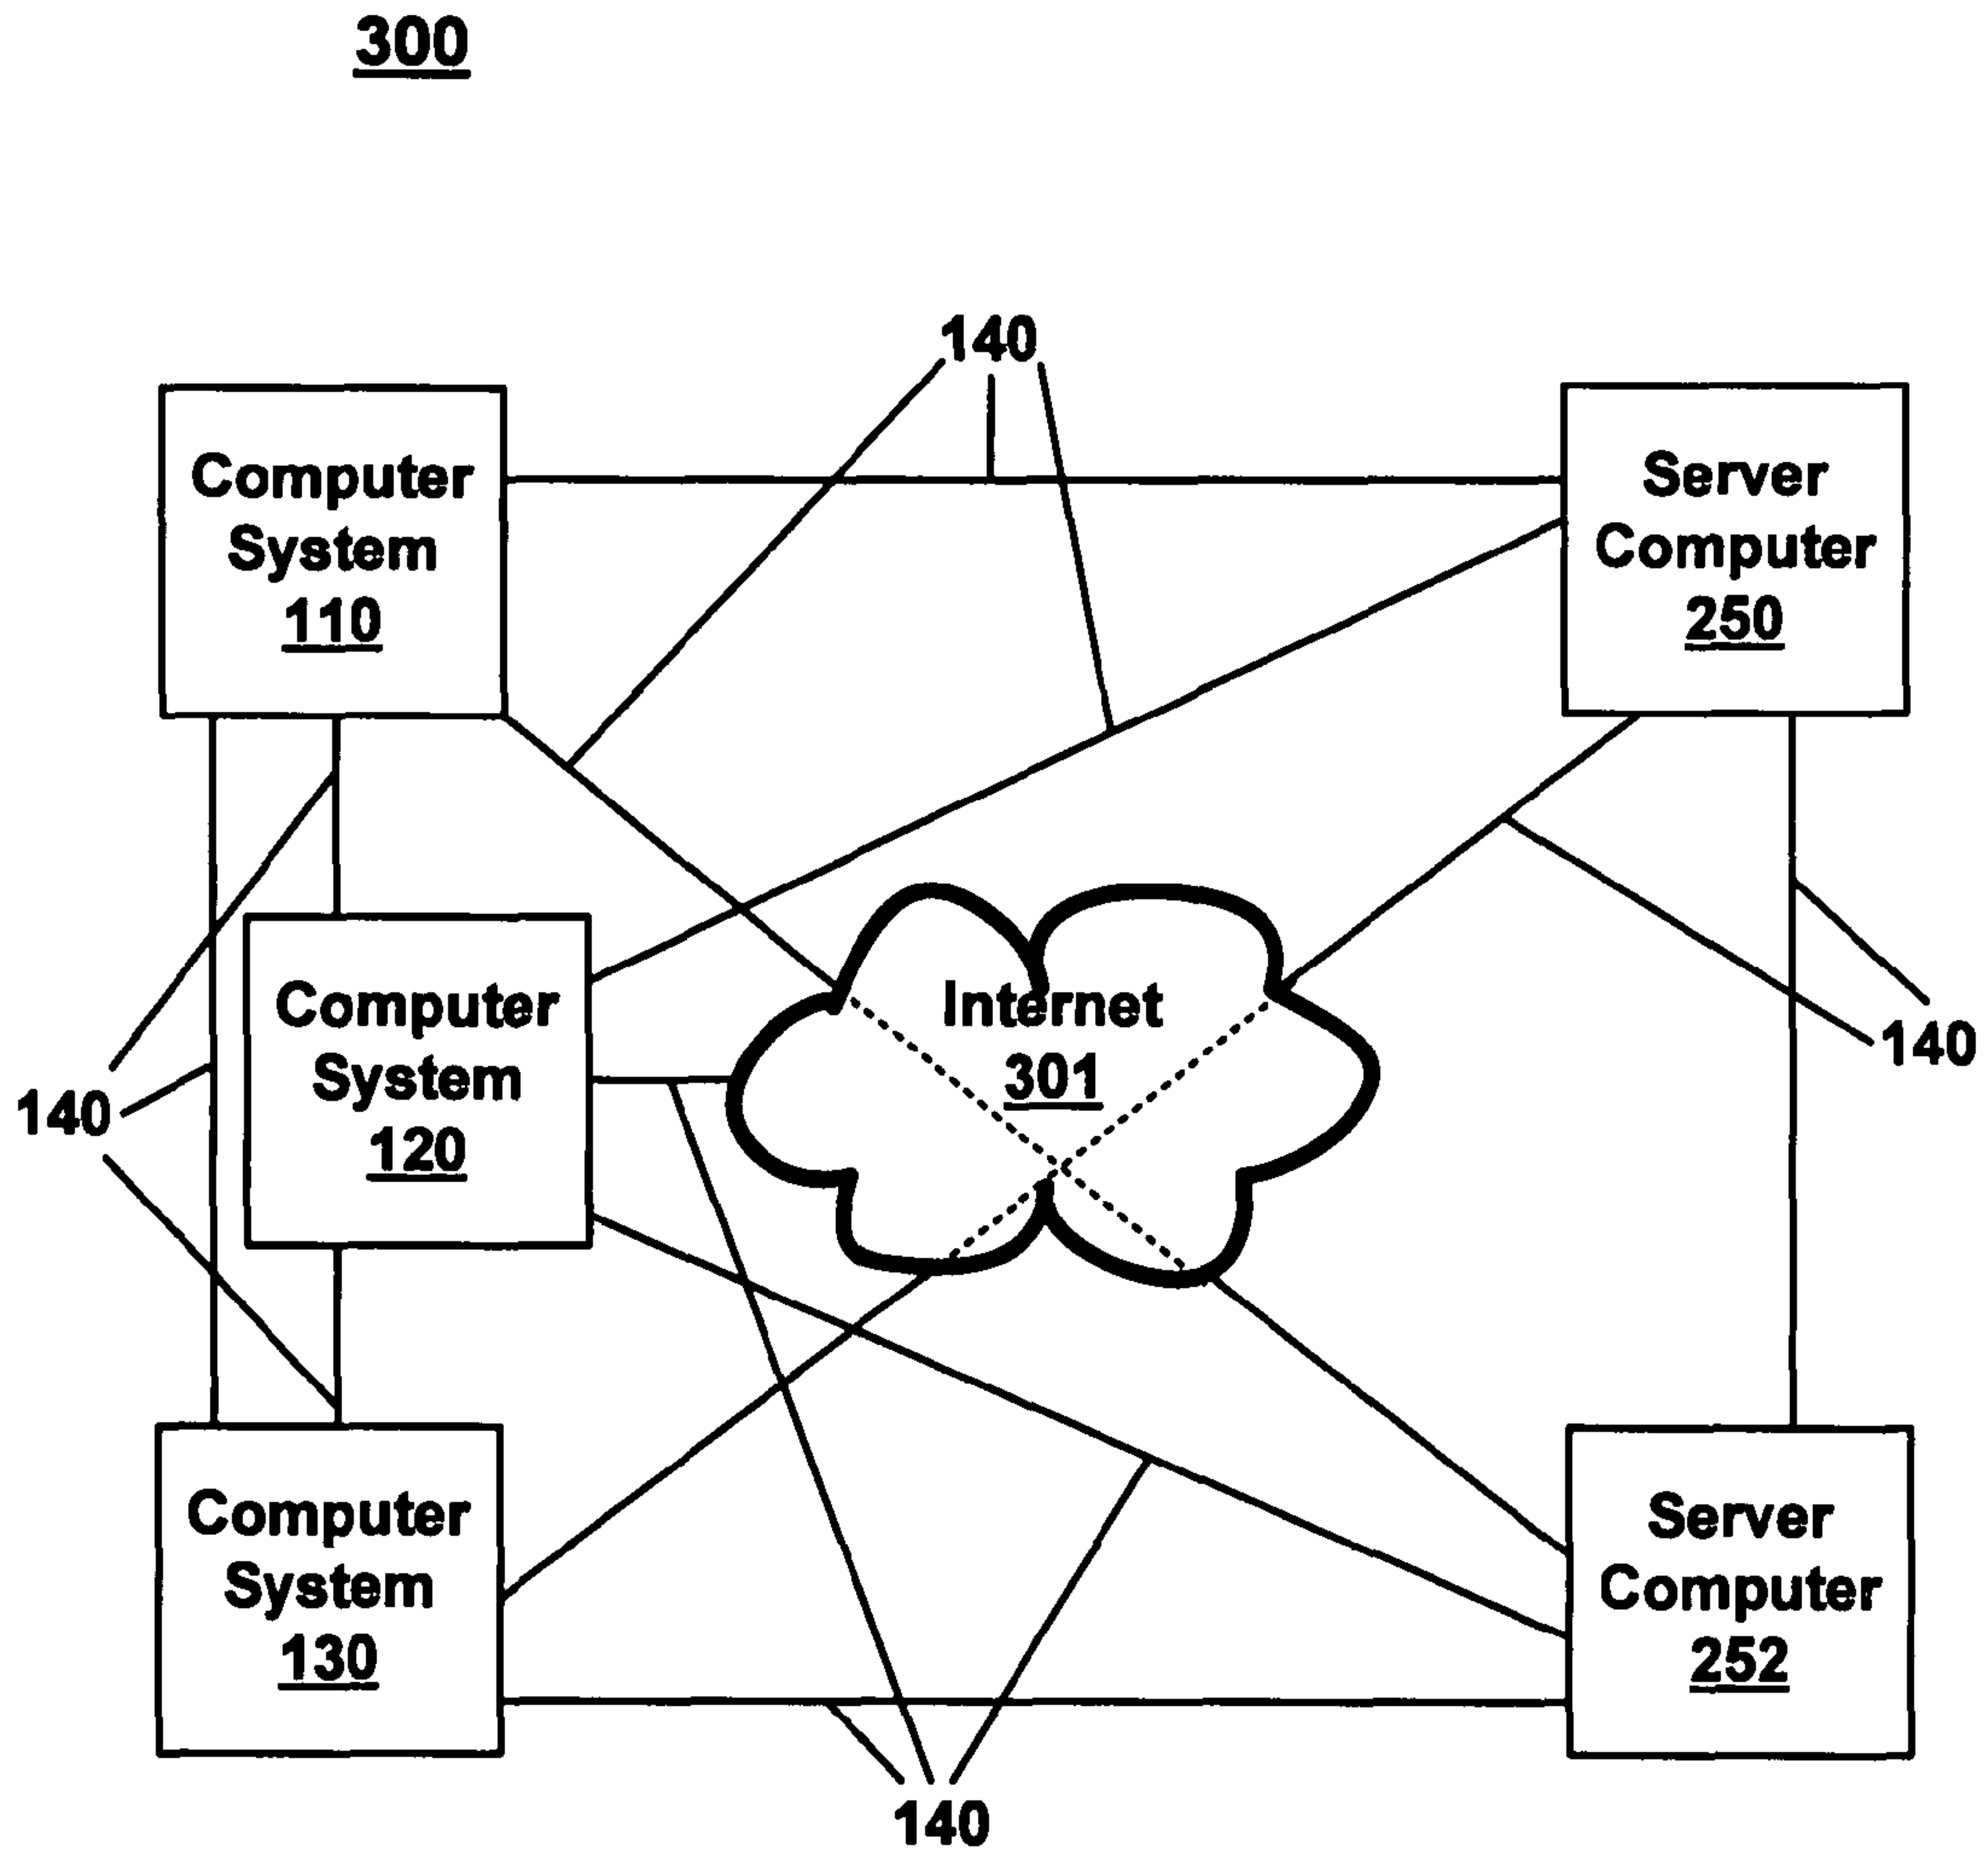 300
140
Computer
System
110
Server
Computer
250
Computer
System
120
Internet
301
140
140
Computer
System
130
Server
Computer
252
140